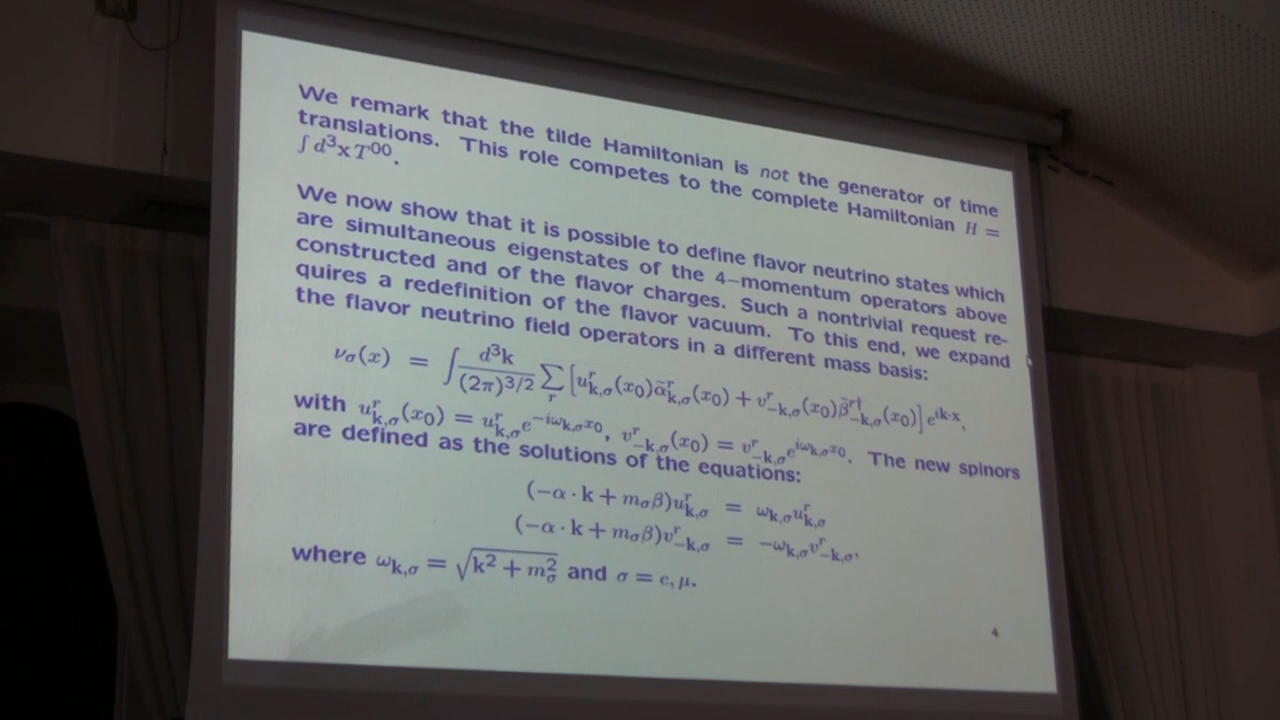 We remark that the tilde Hamiltonian is not the generator of time
translations. This role competes to the complete Hamiltonian H =
∫ d³x T⁰⁰.
We now show that it is possible to define flavor neutrino states which
are simultaneous eigenstates of the 4–momentum operators above
constructed and of the flavor charges. Such a nontrivial request re-
quires a redefinition of the flavor vacuum. To this end, we expand
the flavor neutrino field operators in a different mass basis:
ν_σ(x) = ∫ d³k/(2π)^{3/2} ∑_r [u^r_{k,σ}(x₀) α̃^r_{k,σ}(x₀) + v^r_{−k,σ}(x₀) β̃^{r†}_{−k,σ}(x₀)] e^{ik·x},
with u^r_{k,σ}(x₀) = u^r_{k,σ} e^{−iω_{k,σ}x₀}, v^r_{−k,σ}(x₀) = v^r_{−k,σ} e^{iω_{k,σ}x₀}. The new spinors
are defined as the solutions of the equations:
(−α · k + m_σβ)u^r_{k,σ} = ω_{k,σ}u^r_{k,σ}
(−α · k + m_σβ)v^r_{−k,σ} = −ω_{k,σ}v^r_{−k,σ},
where ω_{k,σ} = √(k² + m²_σ) and σ = e, μ.
4